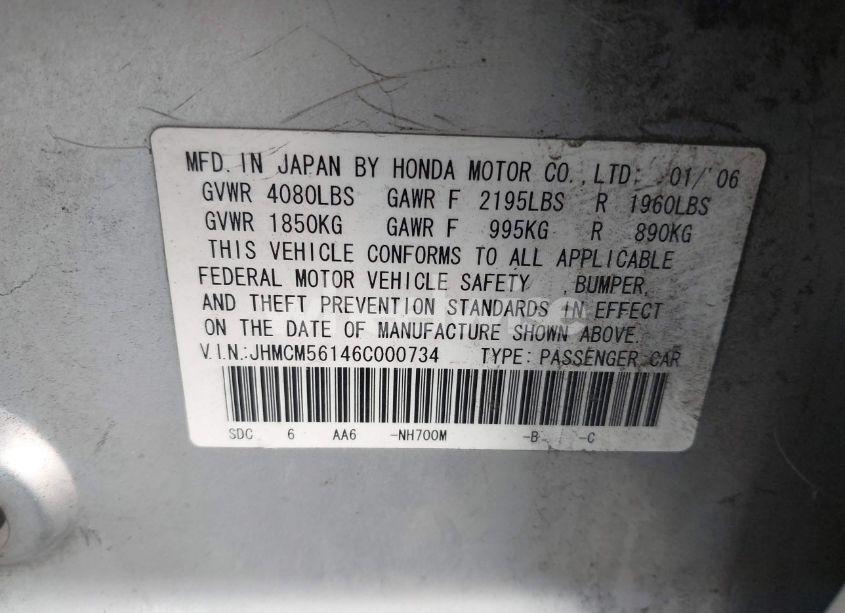 MFD. IN JAPAN BY HONDA MOTOR CO., LTD: 01/'06
GVWR 4080LBS GAWR F 2195LBS R 1960LBS
GVWR 1850KG GAWR F 995KG R 890KG
THIS VEHICLE CONFORMS TO ALL APPLICABLE
FEDERAL MOTOR VEHICLE SAFETY , BUMPER,
AND THEFT PREVENTION STANDARDS IN EFFECT
ON THE DATE OF MANUFACTURE SHOWN ABOVE.
V.I.N.:JHMCM56146C000734 TYPE: PASSENGER CAR
SDC 6 AA6 -NH700M -B -C